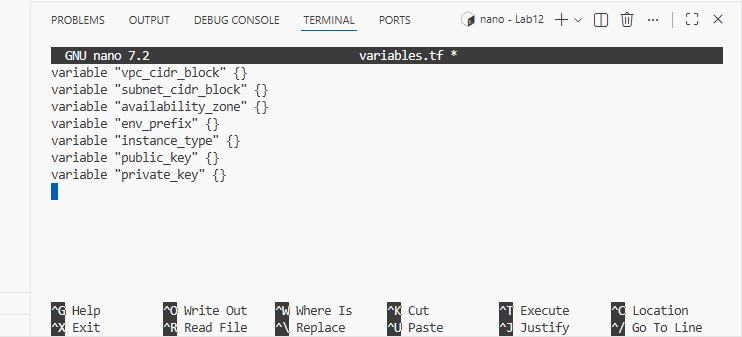 PROBLEMS OUTPUT DEBUG CONSOLE TERMINAL PORTS nano - Lab12
GNU nano 7.2 variables.tf *
variable "vpc_cidr_block" {}
variable "subnet_cidr_block" {}
variable "availability_zone" {}
variable "env_prefix" {}
variable "instance_type" {}
variable "public_key" {}
variable "private_key" {}
^G Help ^O Write Out ^W Where Is ^K Cut ^T Execute ^C Location
^X Exit ^R Read File ^\ Replace ^U Paste ^J Justify ^/ Go To Line